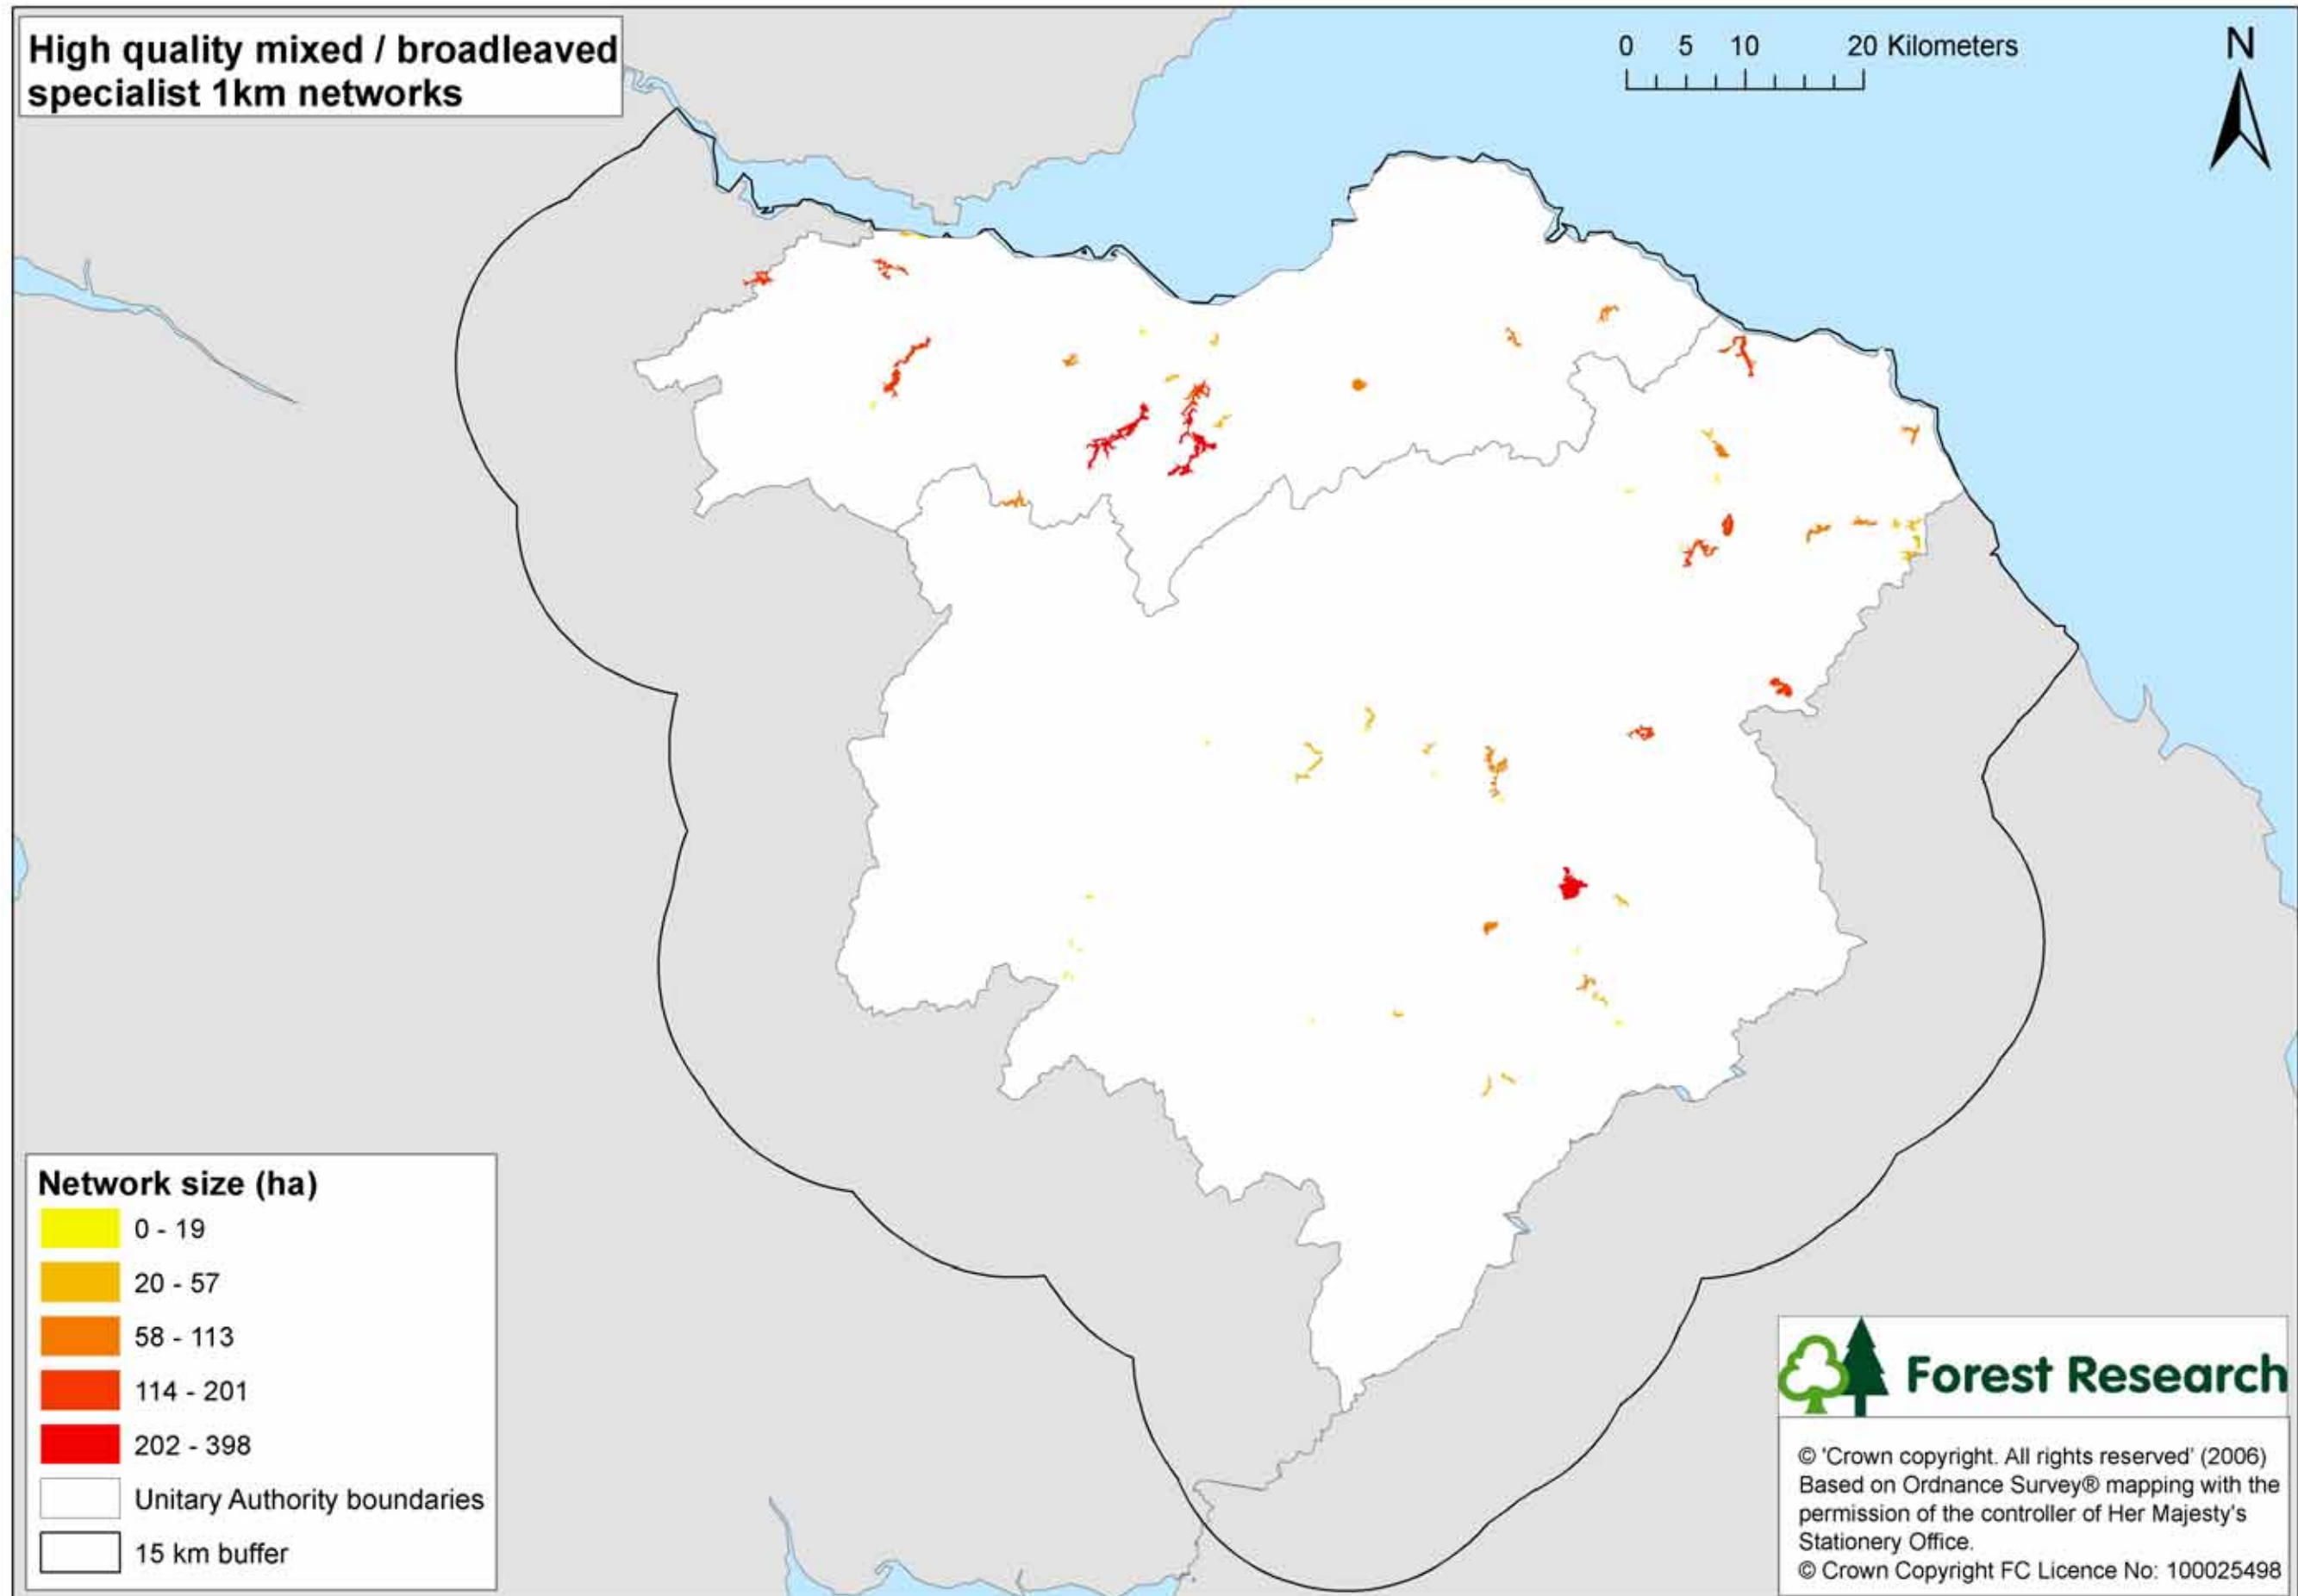 High quality mixed / broadleaved
specialist 1km networks
0 5 10 20 Kilometers
N
Network size (ha)
0 - 19
20 - 57
58 - 113
114 - 201
202 - 398
Unitary Authority boundaries
15 km buffer
Forest Research
© 'Crown copyright. All rights reserved' (2006)
Based on Ordnance Survey® mapping with the
permission of the controller of Her Majesty's
Stationery Office.
© Crown Copyright FC Licence No: 100025498